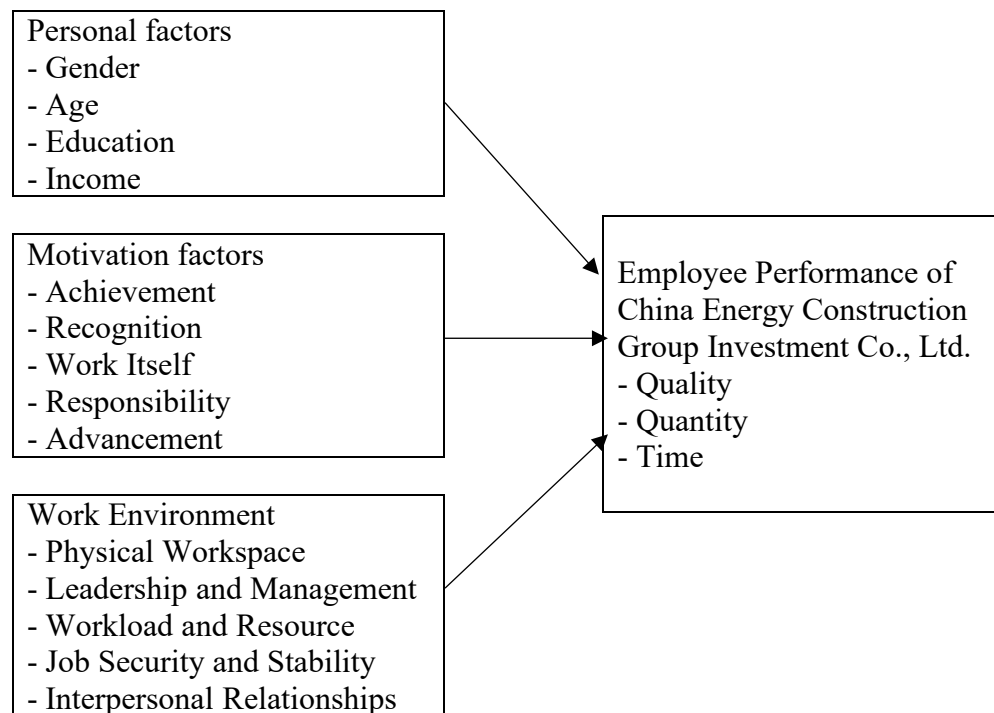 Personal factors
- Gender
- Age
- Education
- Income
Motivation factors
- Achievement
- Recognition
- Work Itself
- Responsibility
- Advancement
Work Environment
- Physical Workspace
- Leadership and Management
- Workload and Resource
- Job Security and Stability
- Interpersonal Relationships
Employee Performance of
China Energy Construction
Group Investment Co., Ltd.
- Quality
- Quantity
- Time